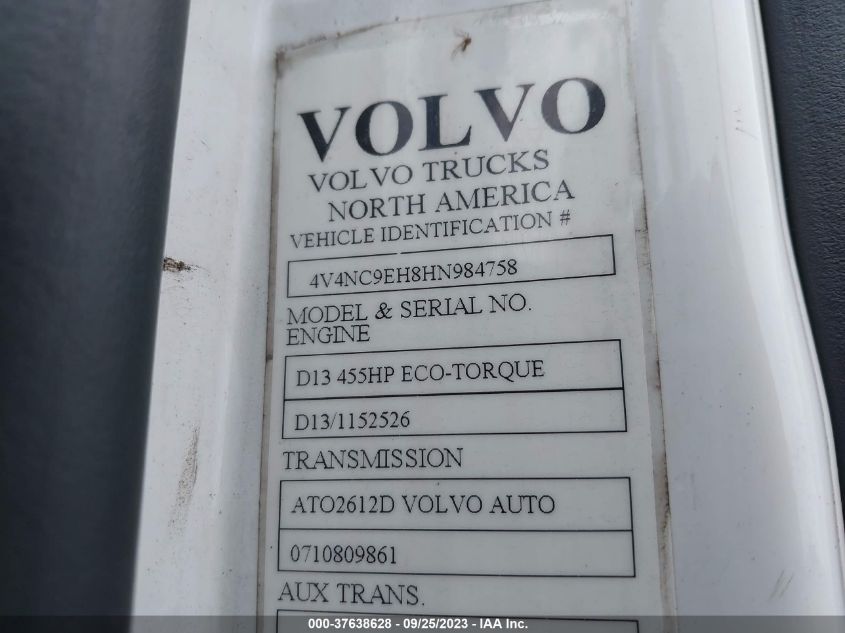 VOLVO
VOLVO TRUCKS
NORTH AMERICA
VEHICLE IDENTIFICATION #
4V4NC9EH8HN984758
MODEL & SERIAL NO.
ENGINE
D13 455HP ECO-TORQUE
D13/1152526
TRANSMISSION
ATO2612D VOLVO AUTO
0710809861
AUX TRANS.
000-37638628 - 09/25/2023 - IAA Inc.